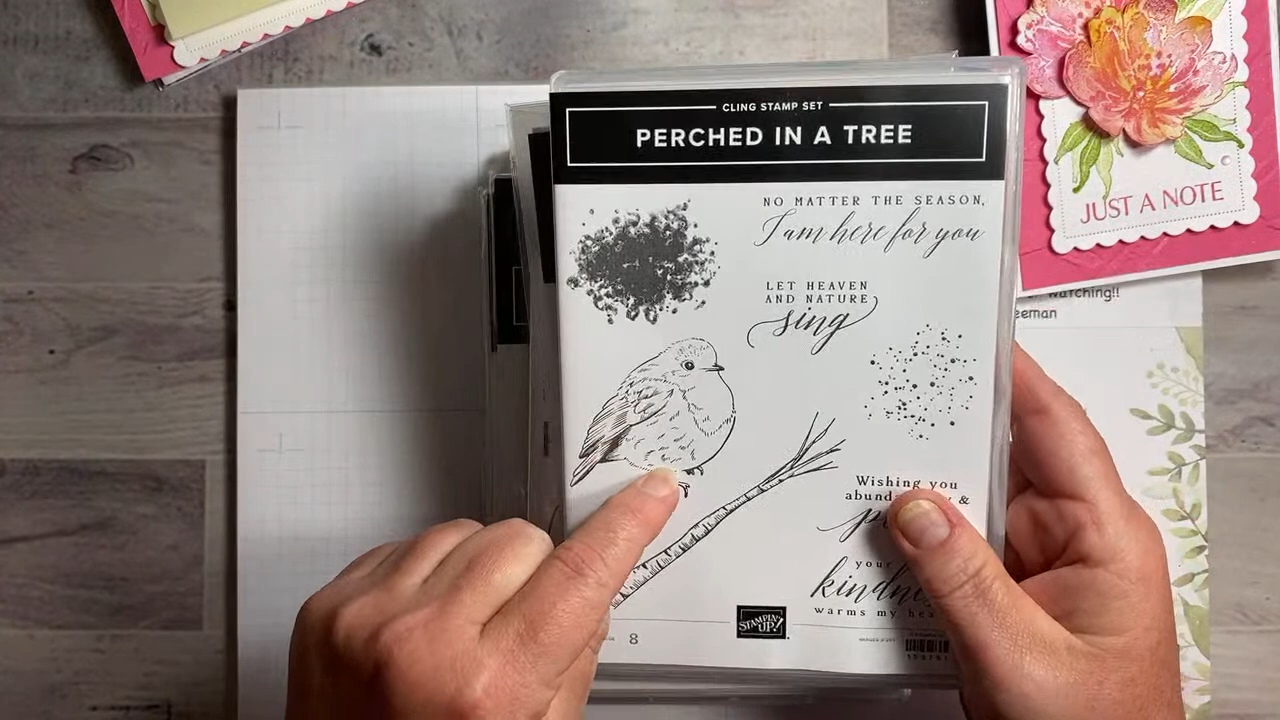 CLING STAMP SET
PERCHED IN A TREE
NO MATTER THE SEASON,
I am here for you
LET HEAVEN
AND NATURE
sing
Wishing you
&
your
warms my
STAMPIN' UP!
8
JUST A NOTE
watching!!